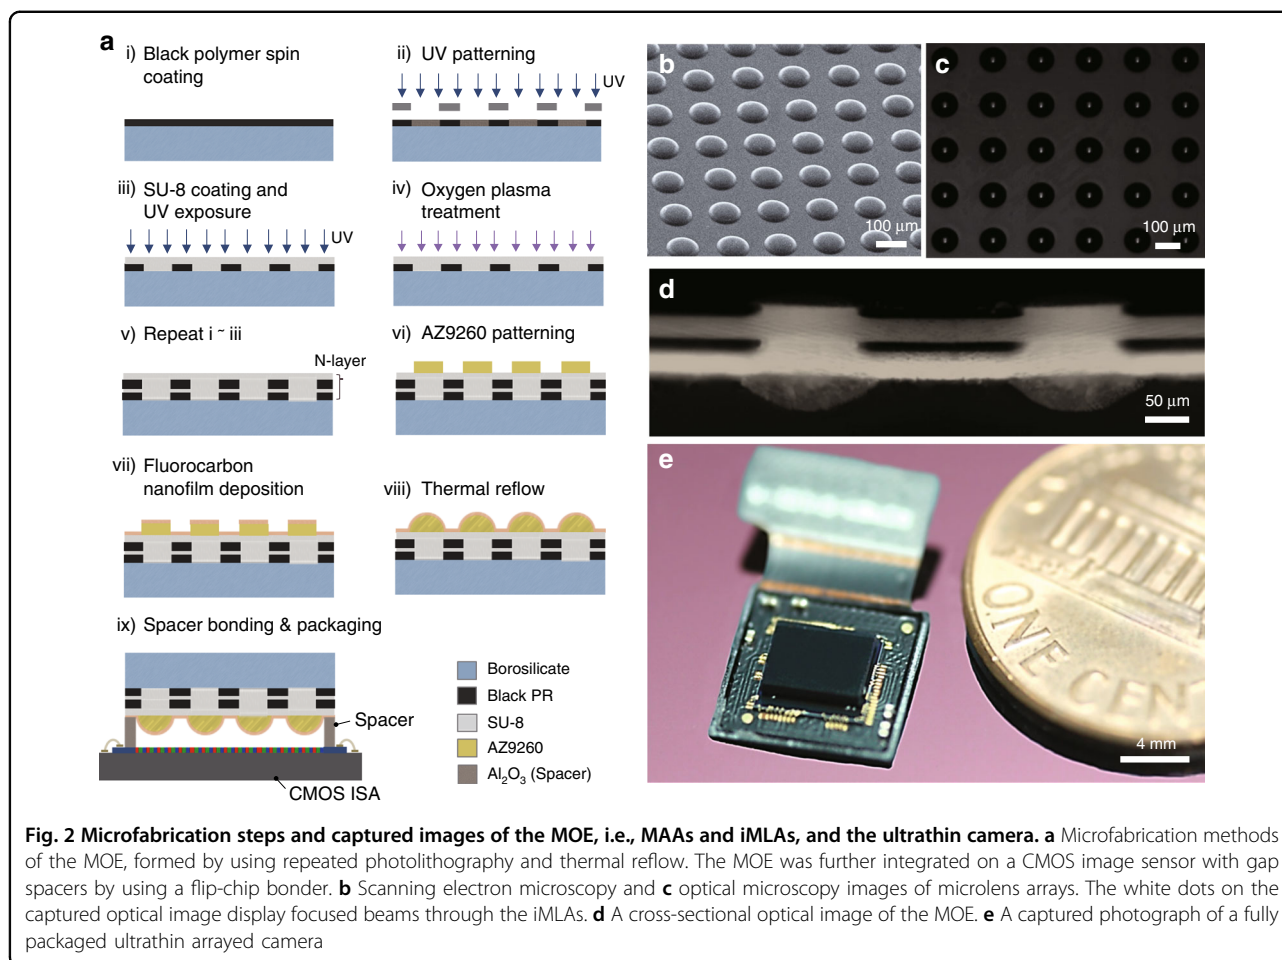 a
i) Black polymer spin
coating
ii) UV patterning
UV
iii) SU-8 coating and
UV exposure
UV
iv) Oxygen plasma
treatment
v) Repeat i ~ iii
N-layer
vi) AZ9260 patterning
vii) Fluorocarbon
nanofilm deposition
viii) Thermal reflow
ix) Spacer bonding & packaging
Spacer
CMOS ISA
Borosilicate
Black PR
SU-8
AZ9260
Al2O3 (Spacer)
b
100 μm
c
100 μm
d
50 μm
e
ONE CENT
4 mm
Fig. 2 Microfabrication steps and captured images of the MOE, i.e., MAAs and iMLAs, and the ultrathin camera. a Microfabrication methods
of the MOE, formed by using repeated photolithography and thermal reflow. The MOE was further integrated on a CMOS image sensor with gap
spacers by using a flip-chip bonder. b Scanning electron microscopy and c optical microscopy images of microlens arrays. The white dots on the
captured optical image display focused beams through the iMLAs. d A cross-sectional optical image of the MOE. e A captured photograph of a fully
packaged ultrathin arrayed camera